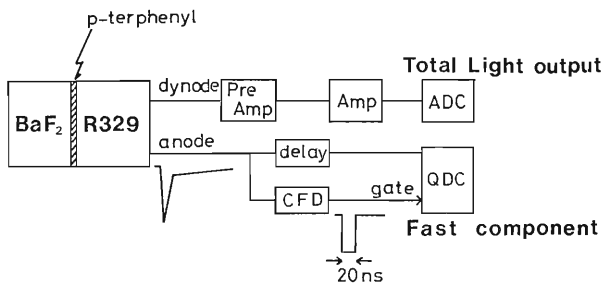 p-terphenyl
Total Light output
dynode
Pre
Amp
Amp
ADC
BaF₂
R329
anode
delay
QDC
CFD
gate
Fast component
20ns